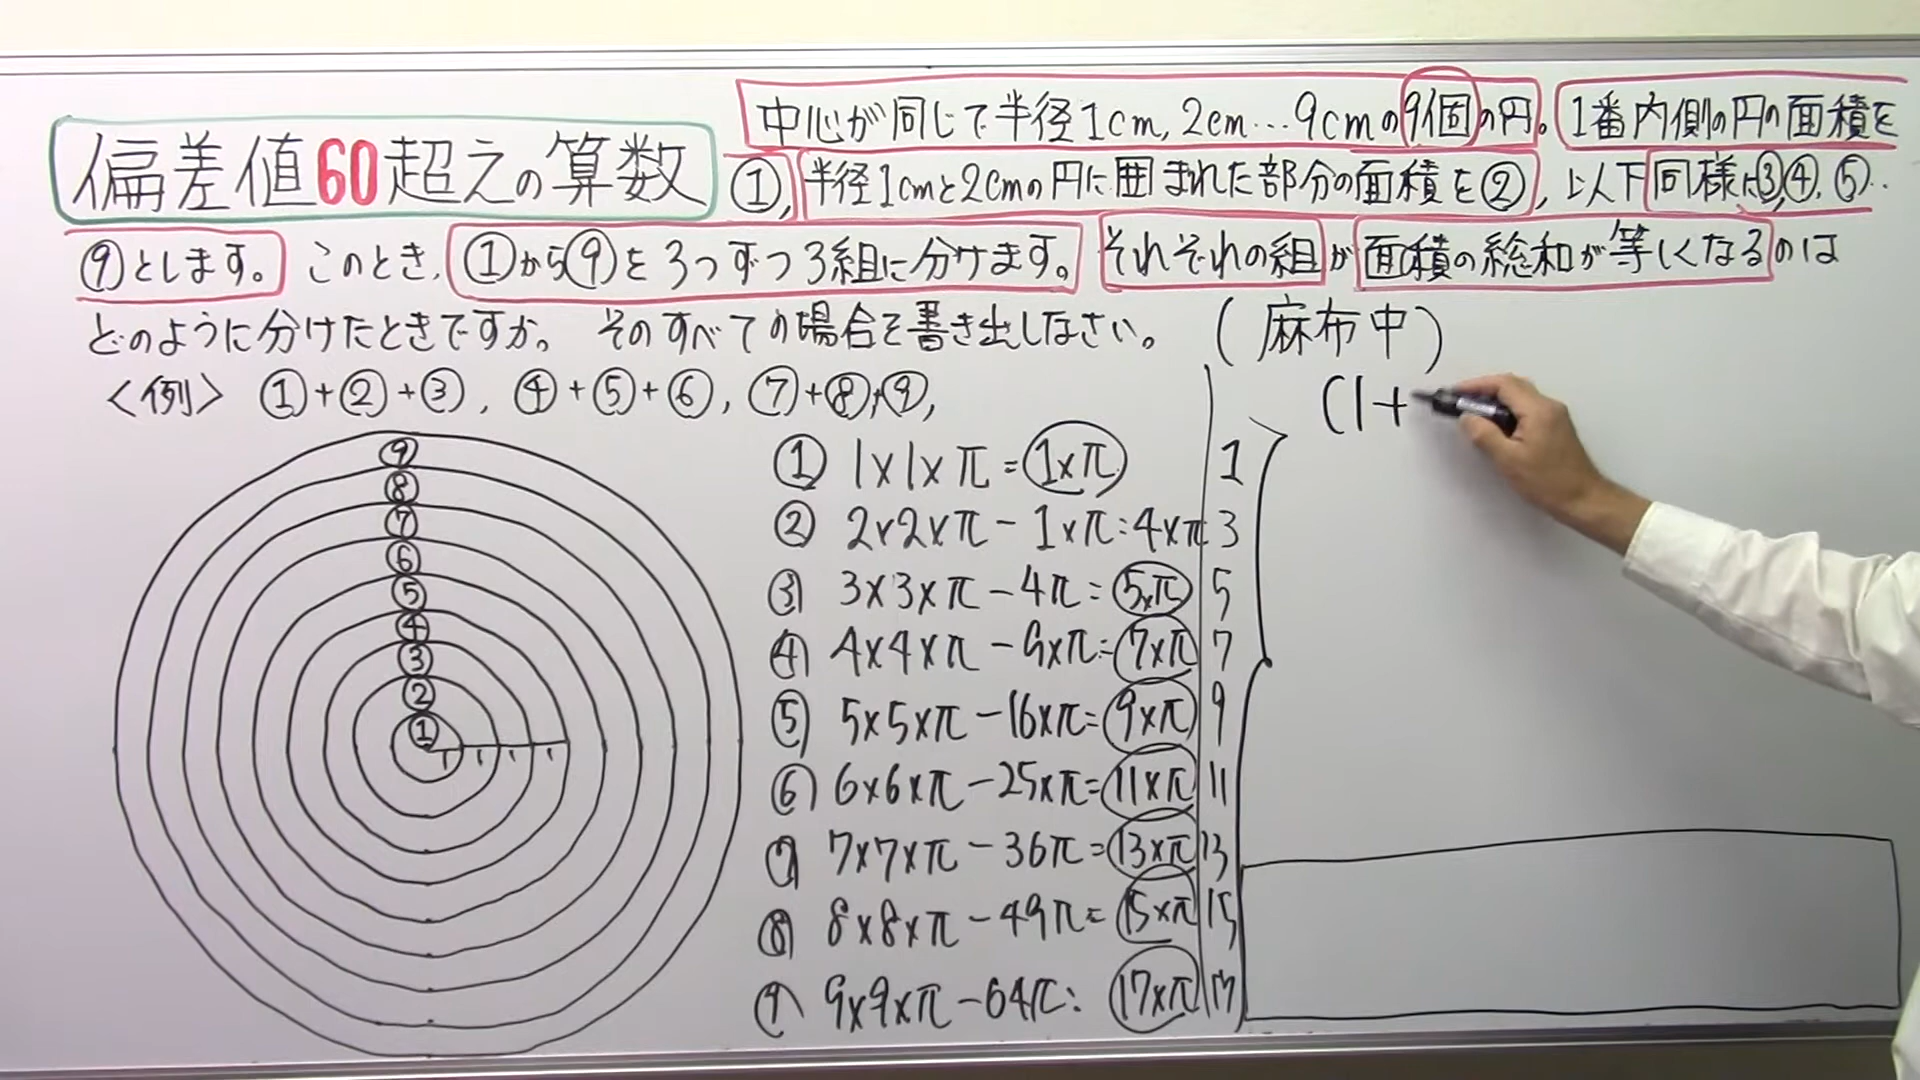 偏差値60超えの算数
中心が同じで半径1cm, 2cm…9cmの9個の円。1番内側の円の面積を
①, 半径1cmと2cmの円に囲まれた部分の面積を②, 以下同様に③,④,⑤‥
⑨とします。このとき, ①から⑨を3つずつ3組に分けます。それぞれの組が面積の総和が等しくなるのは
どのように分けたときですか。そのすべての場合を書き出しなさい。(麻布中)
<例> ①+②+③, ④+⑤+⑥, ⑦+⑧+⑨,
(1+
⑨
⑧
⑦
⑥
⑤
④
③
②
①
① 1×1×π=1×π 1
② 2×2×π-1×π=4×π 3
③ 3×3×π-4π=5×π 5
④ 4×4×π-9×π=7×π 7
⑤ 5×5×π-16×π=9×π 9
⑥ 6×6×π-25×π=11×π 11
⑦ 7×7×π-36π=13×π 13
⑧ 8×8×π-49π=15×π 15
⑨ 9×9×π-64π=17×π 17